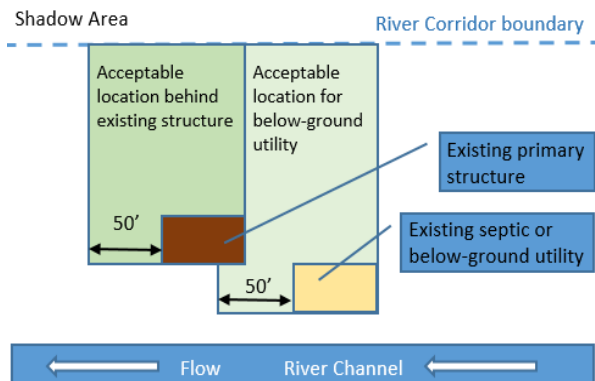 Shadow Area
River Corridor boundary
Acceptable
location behind
existing structure
Acceptable
location for
below-ground
utility
Existing primary
structure
50’
Existing septic or
below-ground utility
50’
Flow
River Channel